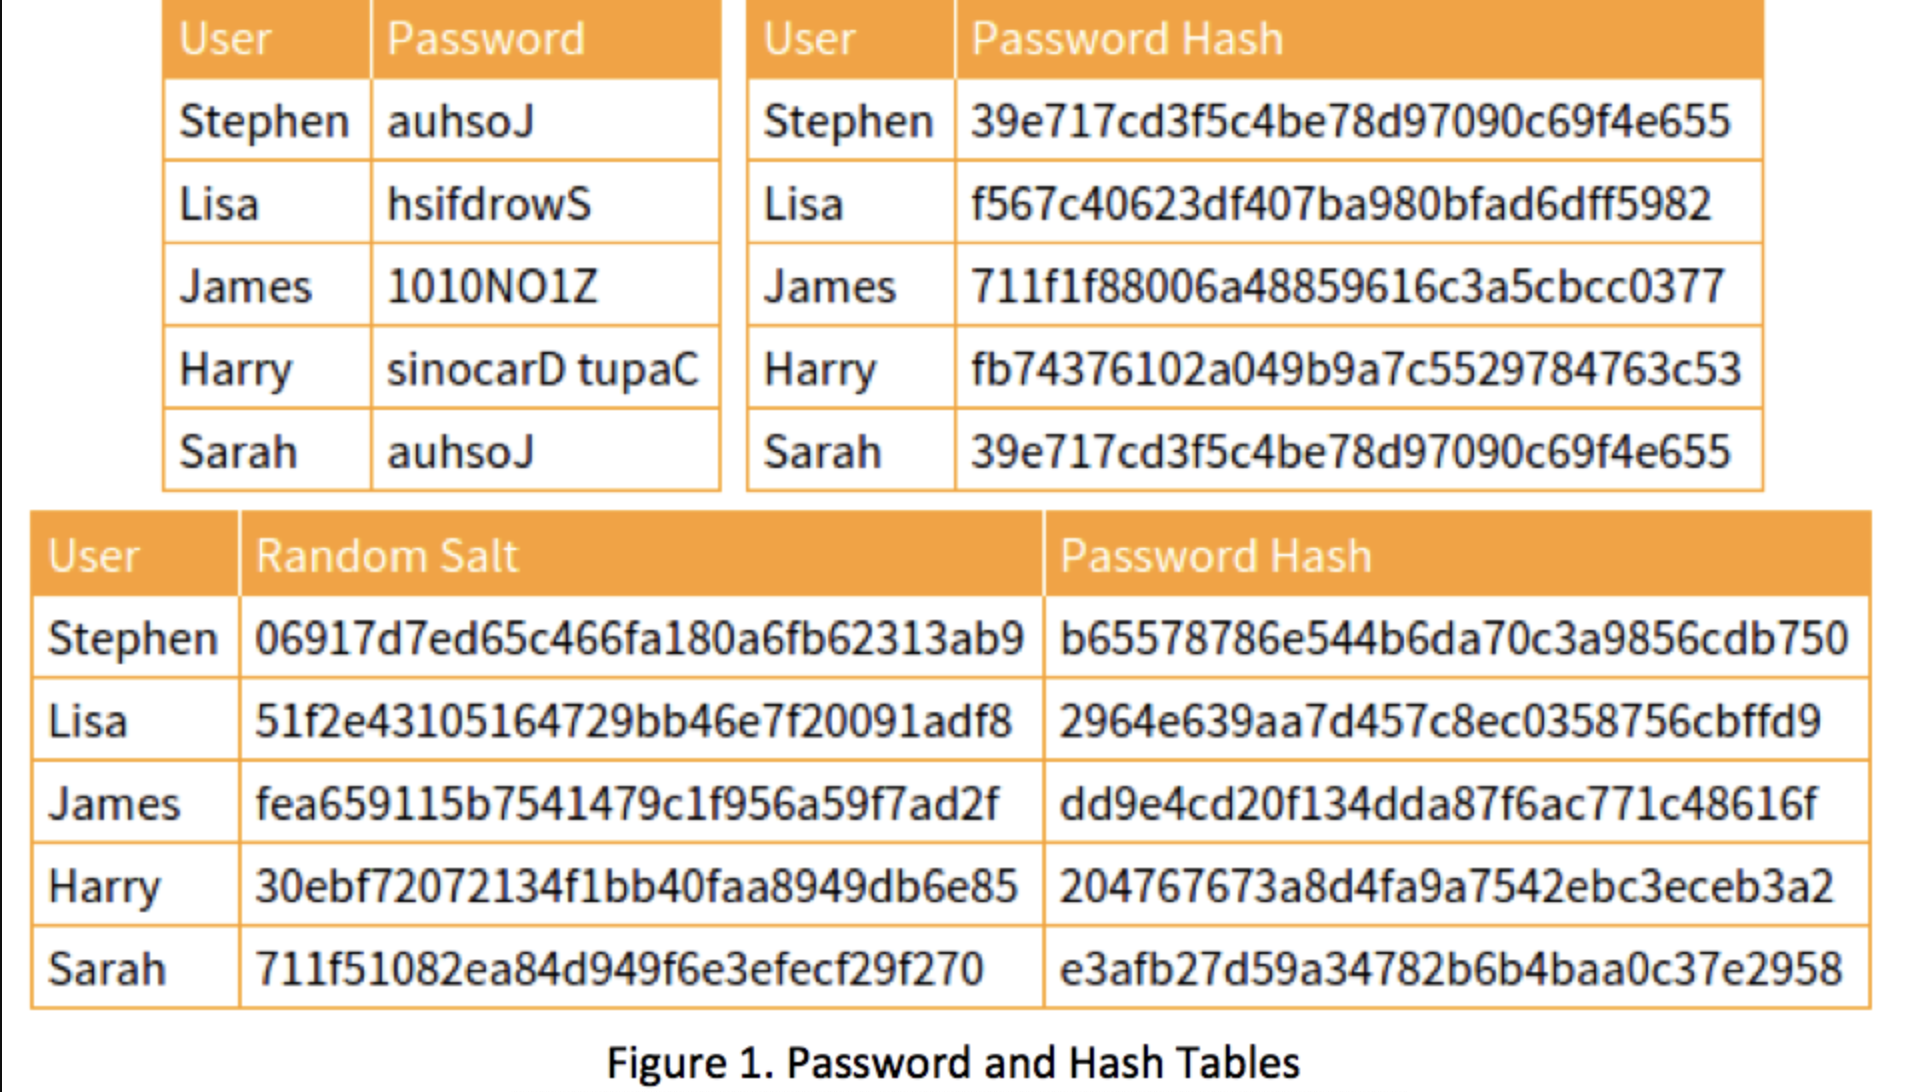 User Password User Password Hash
Stephen auhsoJ Stephen 39e717cd3f5c4be78d97090c69f4e655
Lisa hsifdrowS Lisa f567c40623df407ba980bfad6dff5982
James 1010NO1Z James 711f1f88006a48859616c3a5cbcc0377
Harry sinocarD tupaC Harry fb74376102a049b9a7c5529784763c53
Sarah auhsoJ Sarah 39e717cd3f5c4be78d97090c69f4e655
User Random Salt Password Hash
Stephen 06917d7ed65c466fa180a6fb62313ab9 b65578786e544b6da70c3a9856cdb750
Lisa 51f2e43105164729bb46e7f20091adf8 2964e639aa7d457c8ec0358756cbffd9
James fea659115b7541479c1f956a59f7ad2f dd9e4cd20f134dda87f6ac771c48616f
Harry 30ebf72072134f1bb40faa8949db6e85 204767673a8d4fa9a7542ebc3eceb3a2
Sarah 711f51082ea84d949f6e3efecf29f270 e3afb27d59a34782b6b4baa0c37e2958
Figure 1. Password and Hash Tables